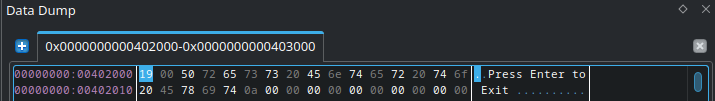 Data Dump
0x0000000000402000-0x0000000000403000
00000000:00402000 19 00 50 72 65 73 73 20 45 6e 74 65 72 20 74 6f ..Press Enter to
00000000:00402010 20 45 78 69 74 0a 00 00 00 00 00 00 00 00 00 00  Exit ..........